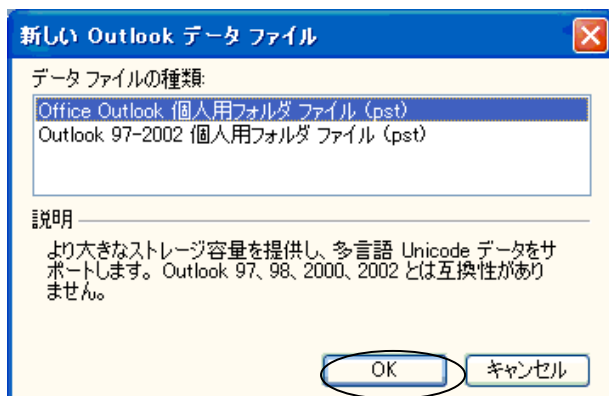 新しい Outlook データ ファイル
データ ファイルの種類:
Office Outlook 個人用フォルダ ファイル (pst)
Outlook 97-2002 個人用フォルダ ファイル (pst)
説明
より大きなストレージ容量を提供し、多言語 Unicode データをサ
ポートします。Outlook 97、98、2000、2002 とは互換性があり
ません。
OK キャンセル